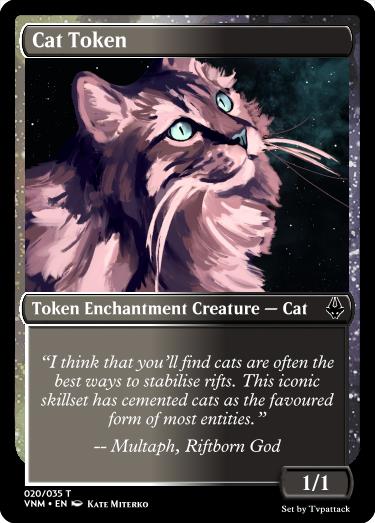 Cat Token
Token Enchantment Creature — Cat
“I think that you’ll find cats are often the
best ways to stabilise rifts. This iconic
skillset has cemented cats as the favoured
form of most entities.”
-- Multaph, Riftborn God
1/1
020/035 T
VNM • EN Kate Miterko
Set by Tvpattack